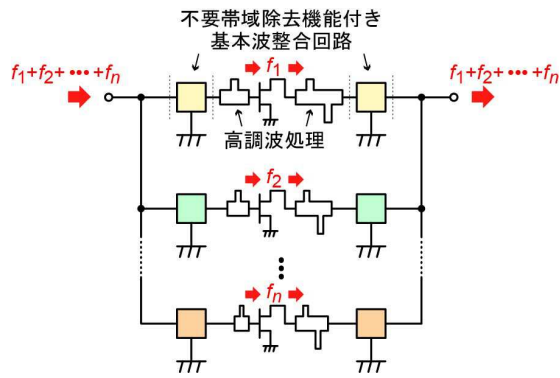 不要帯域除去機能付き
基本波整合回路
f1+f2+ ••• +fn
f1
f1+f2+ ••• +fn
高調波処理
f2
fn